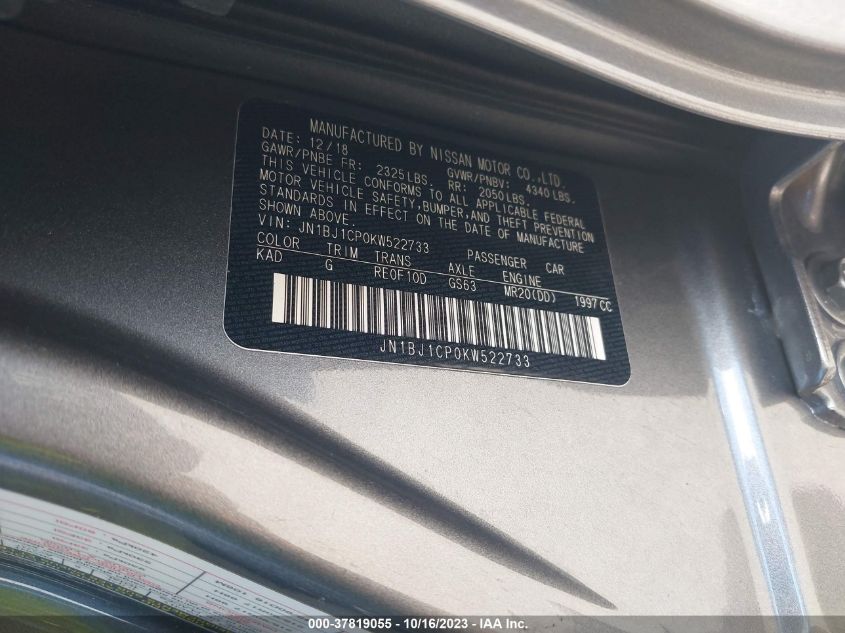 MANUFACTURED BY NISSAN MOTOR CO.,LTD.
DATE: 12/18
GAWR/PNBE FR: 2325LBS. GVWR/PNBV: 4340LBS.
RR: 2050LBS.
THIS VEHICLE CONFORMS TO ALL APPLICABLE FEDERAL
MOTOR VEHICLE SAFETY,BUMPER,AND THEFT PREVENTION
STANDARDS IN EFFECT ON THE DATE OF MANUFACTURE
SHOWN ABOVE.
VIN: JN1BJ1CP0KW522733 PASSENGER CAR
COLOR TRIM TRANS AXLE ENGINE
KAD G RE0F10D GS63 MR20(DD) 1997CC
JN1BJ1CP0KW522733
000-37819055 - 10/16/2023 - IAA Inc.